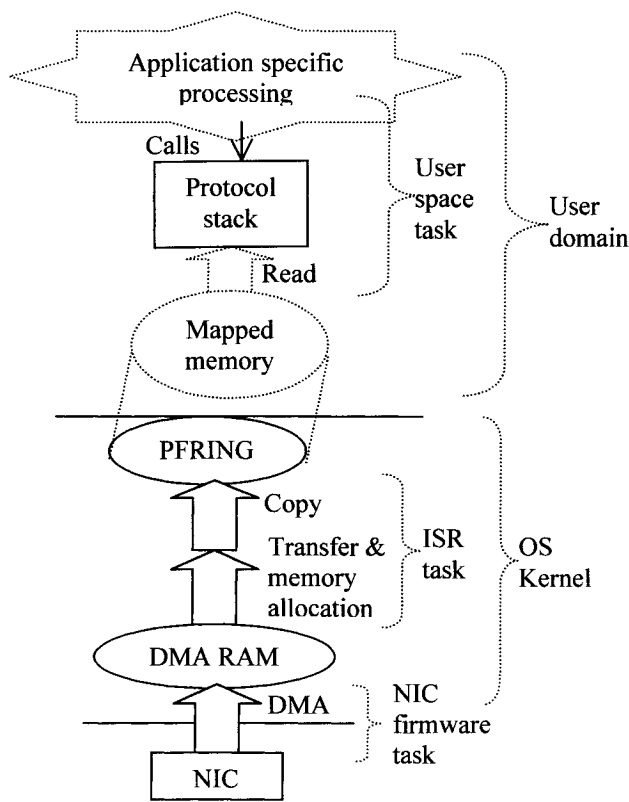 Application specific
processing
Calls
Protocol
stack
User
space
task
User
domain
Read
Mapped
memory
PFRING
Copy
Transfer &
memory
allocation
ISR
task
OS
Kernel
DMA RAM
DMA
NIC
firmware
task
NIC